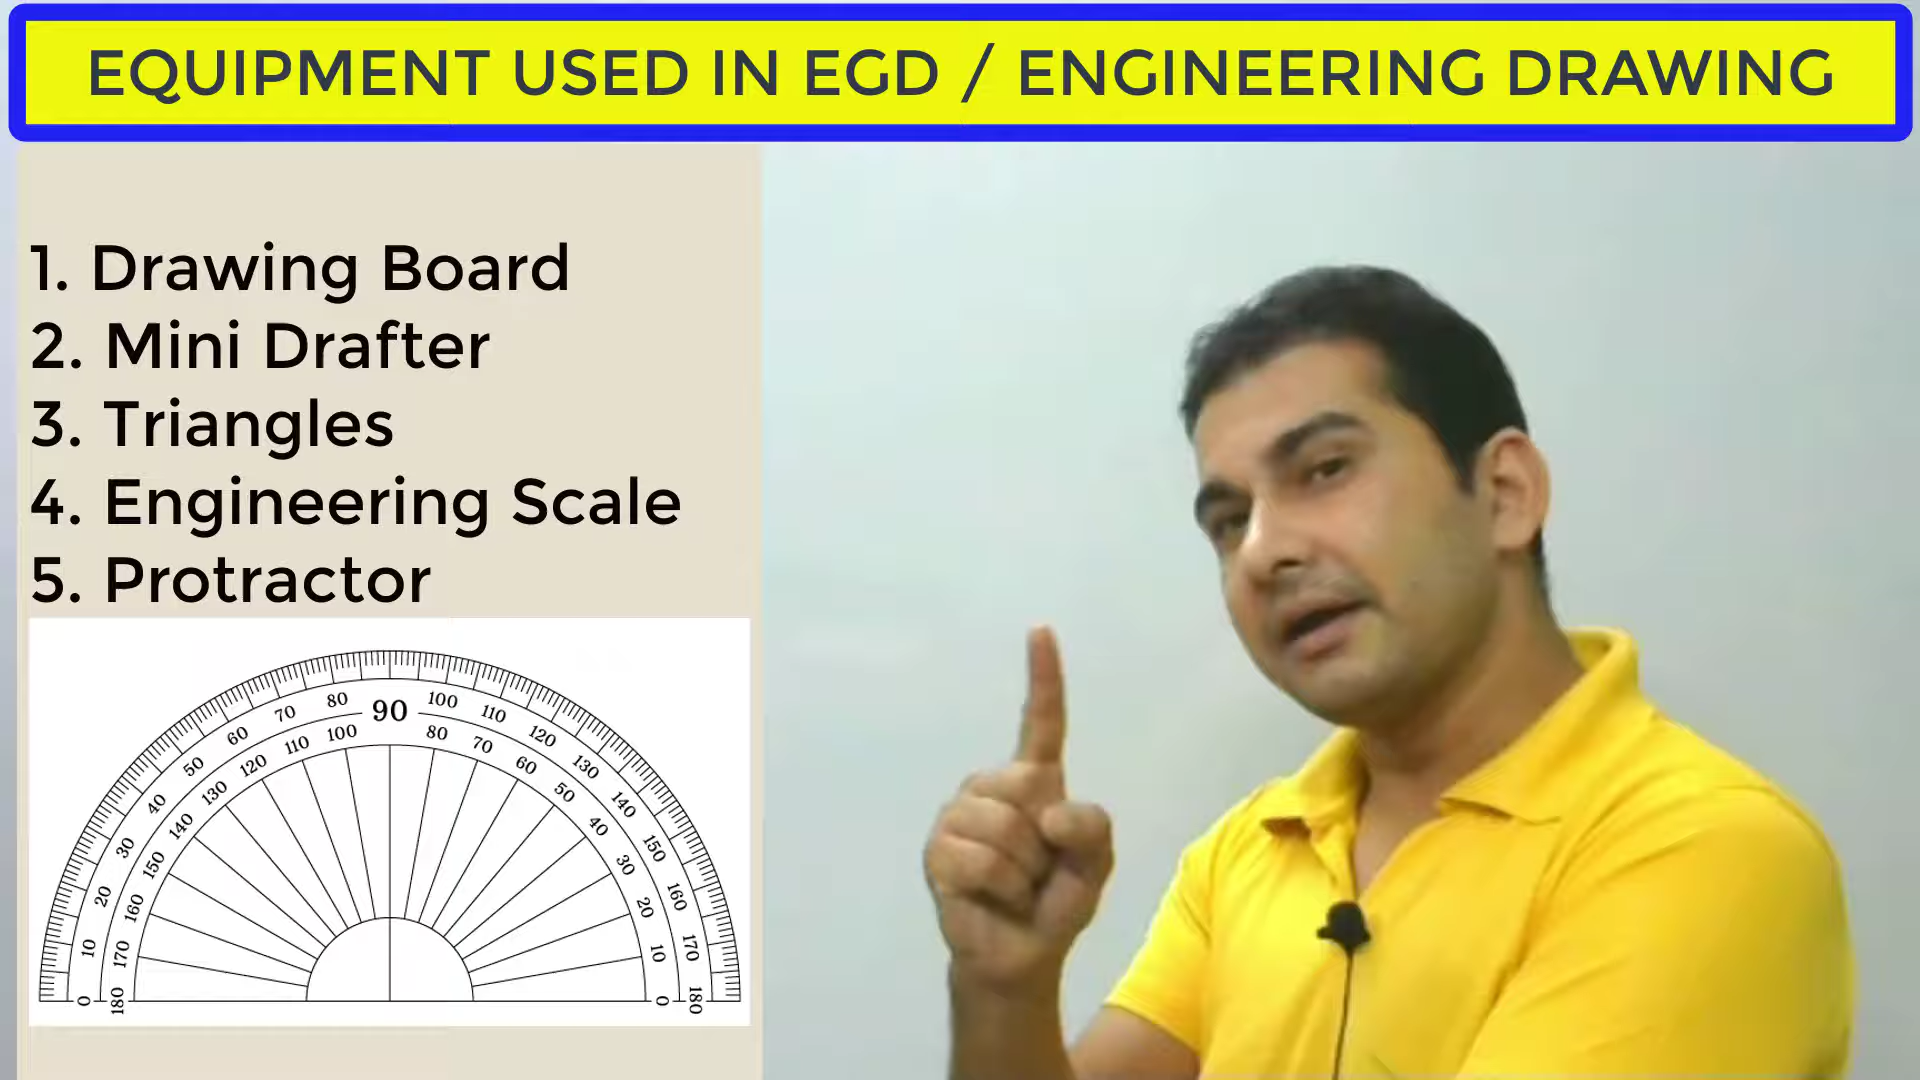 EQUIPMENT USED IN EGD / ENGINEERING DRAWING
1. Drawing Board
2. Mini Drafter
3. Triangles
4. Engineering Scale
5. Protractor
0 10 20 30 40 50 60 70 80 90 100 110 120 130 140 150 160 170 180
180 170 160 150 140 130 120 110 100 80 70 60 50 40 30 20 10 0